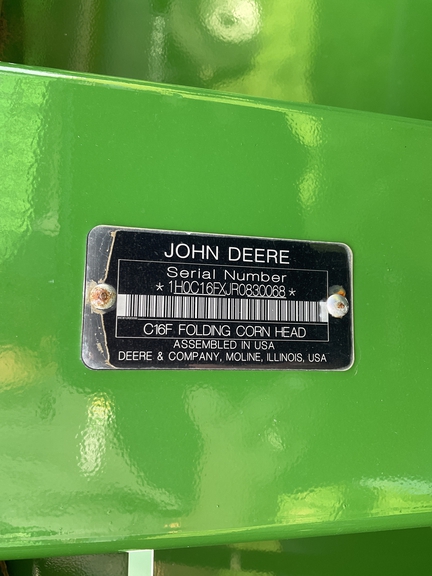 JOHN DEERE
Serial Number
*1H0C16FXJR0830068*
C16F FOLDING CORN HEAD
ASSEMBLED IN USA
DEERE & COMPANY, MOLINE, ILLINOIS, USA